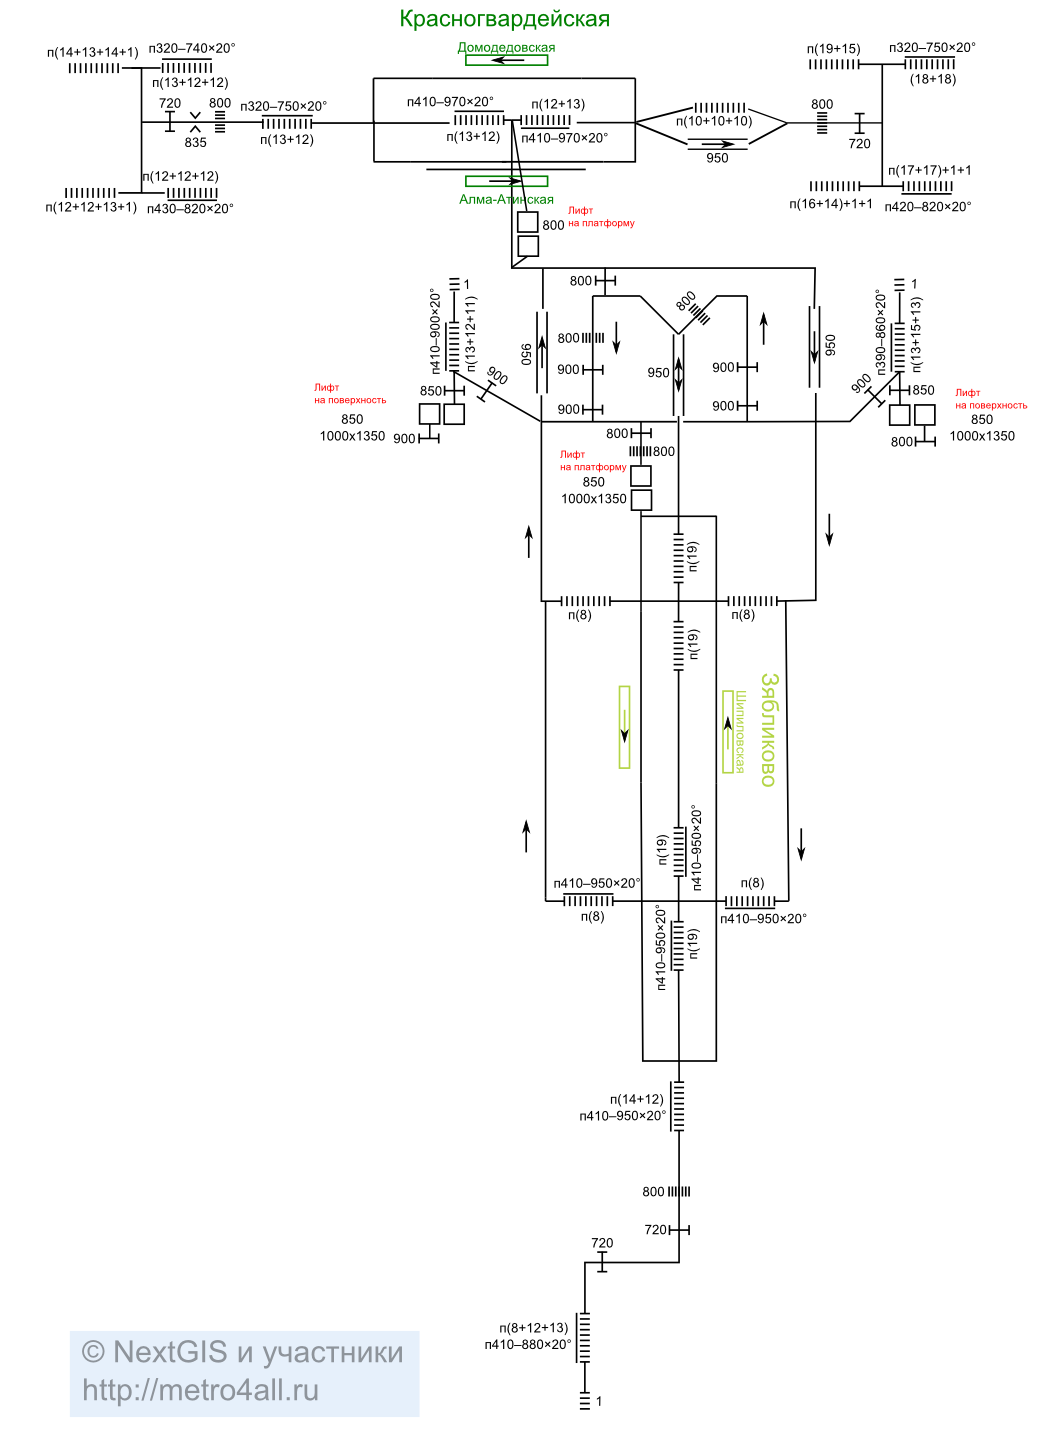 Красногвардейская
Домодедовская
п(14+13+14+1)
п320–740×20°
п(13+12+12)
720
800
835
п320–750×20°
п(13+12)
п(12+12+12)
п(12+12+13+1)
п430–820×20°
п410–970×20°
п(13+12)
п(12+13)
п410–970×20°
п(10+10+10)
950
п(19+15)
п320–750×20°
(18+18)
800
720
п(17+17)+1+1
п(16+14)+1+1
п420–820×20°
Алма-Атинская
800
Лифт
на платформу
1
п410–900×20°
п(13+12+11)
900
850
Лифт
на поверхность
850
1000x1350
900
950
800
800
900
900
800
950
900
900
950
1
п390–860×20°
п(13+15+13)
900
850
Лифт
на поверхность
850
1000x1350
800
800
800
Лифт
на платформу
850
1000x1350
п(19)
п(8)
п(8)
п(19)
Зябликово
Шипиловская
п(19)
п410–950×20°
п410–950×20°
п(8)
п(8)
п410–950×20°
п410–950×20°
п(19)
п(14+12)
п410–950×20°
800
720
720
п(8+12+13)
п410–880×20°
1
© NextGIS и участники
http://metro4all.ru